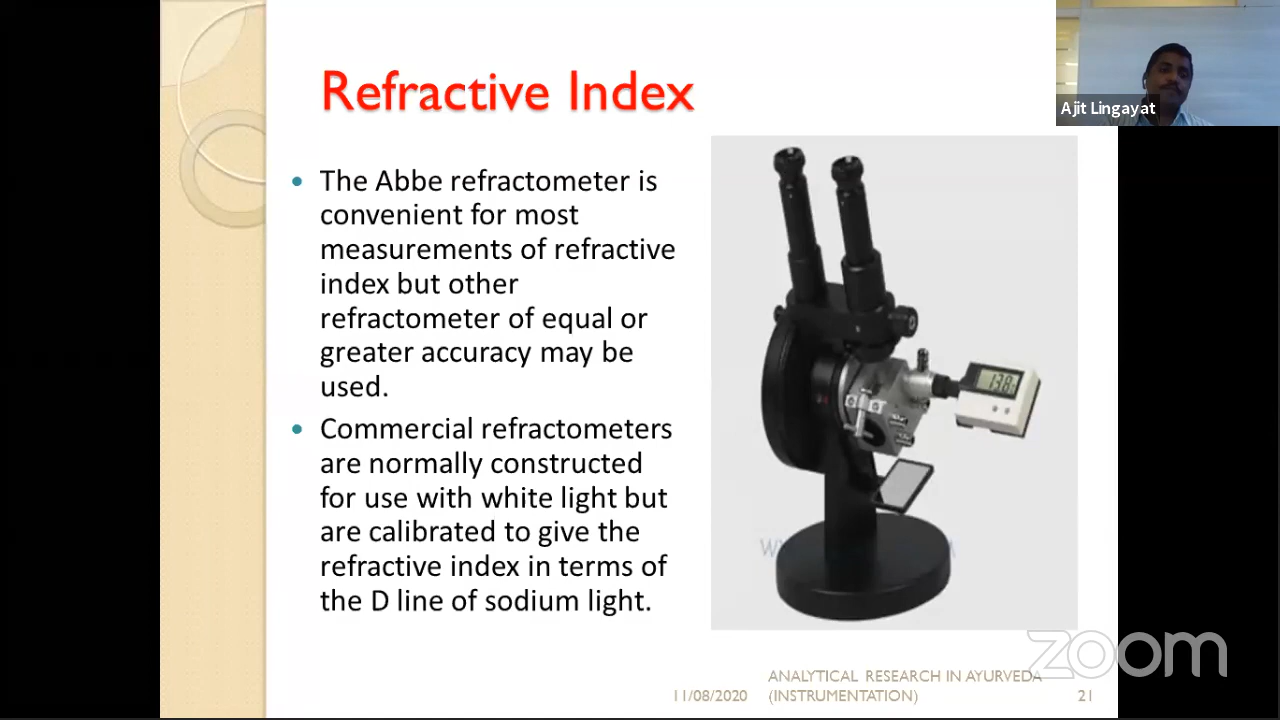 Refractive Index
Ajit Lingayat
• The Abbe refractometer is
convenient for most
measurements of refractive
index but other
refractometer of equal or
greater accuracy may be
used.
• Commercial refractometers
are normally constructed
for use with white light but
are calibrated to give the
refractive index in terms of
the D line of sodium light.
zoom
11/08/2020
ANALYTICAL RESEARCH IN AYURVEDA
(INSTRUMENTATION)
21